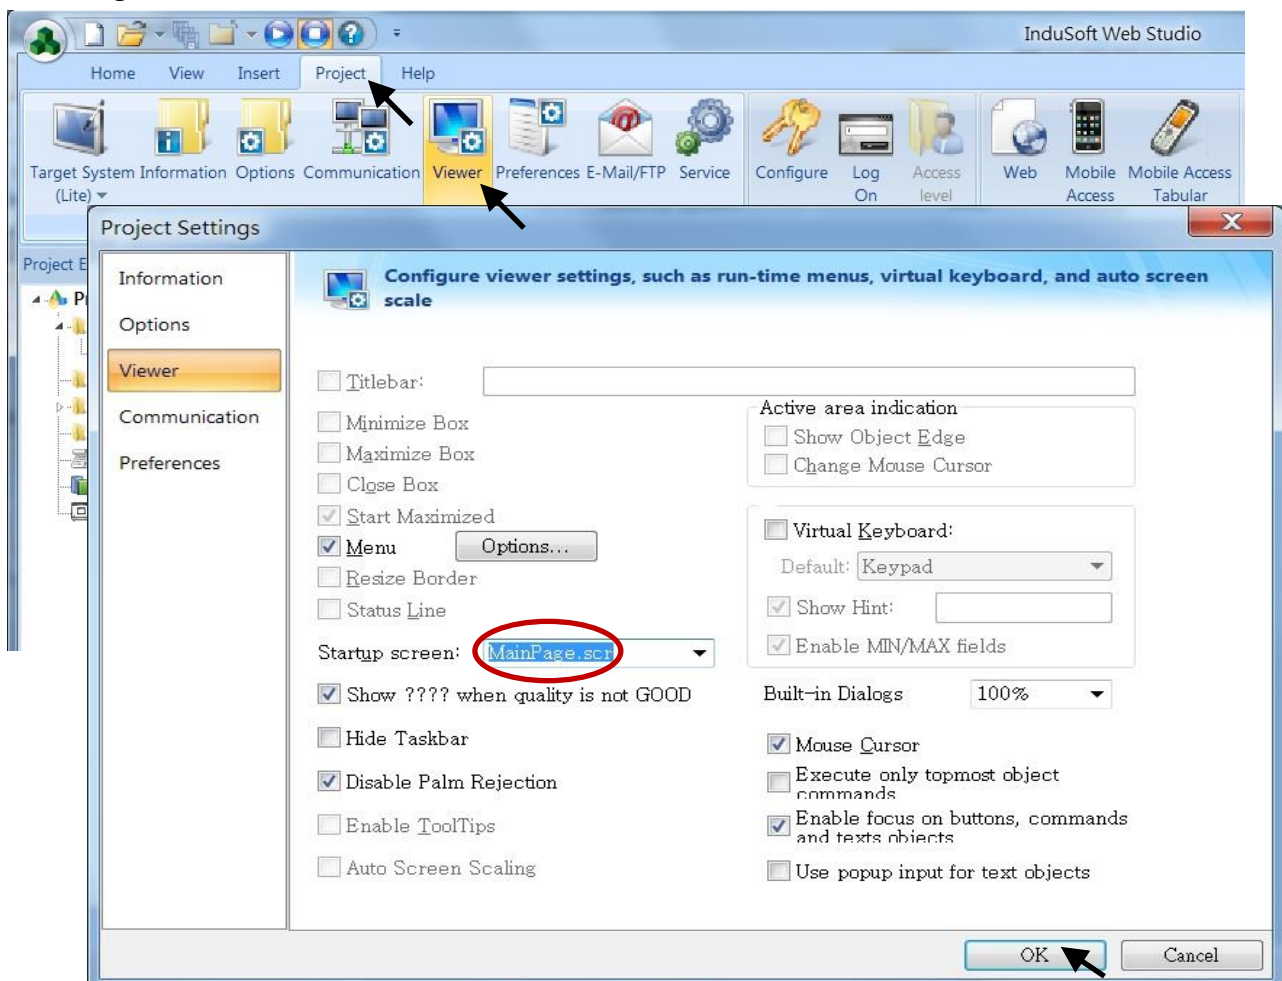 InduSoft Web Studio
Home View Insert Project Help
Target System Information Options Communication Viewer Preferences E-Mail/FTP Service Configure Log Access Web Mobile Mobile Access
(Lite) On level Access Tabular
Project Settings X
Project E
Information
Configure viewer settings, such as run-time menus, virtual keyboard, and auto screen
scale
Options
Viewer
Communication
Preferences
Titlebar:
Minimize Box
Maximize Box
Close Box
Start Maximized
Menu Options...
Resize Border
Status Line
Startup screen: MainPage.scr
Show ???? when quality is not GOOD
Hide Taskbar
Disable Palm Rejection
Enable ToolTips
Auto Screen Scaling
Active area indication
Show Object Edge
Change Mouse Cursor
Virtual Keyboard:
Default: Keypad
Show Hint:
Enable MIN/MAX fields
Built-in Dialogs 100%
Mouse Cursor
Execute only topmost object
commands
Enable focus on buttons, commands
and texts objects
Use popup input for text objects
OK Cancel